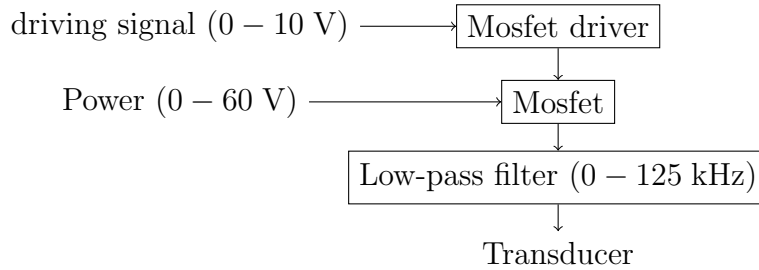 driving signal (0 − 10 V)
Mosfet driver
Power (0 − 60 V)
Mosfet
Low-pass filter (0 − 125 kHz)
Transducer